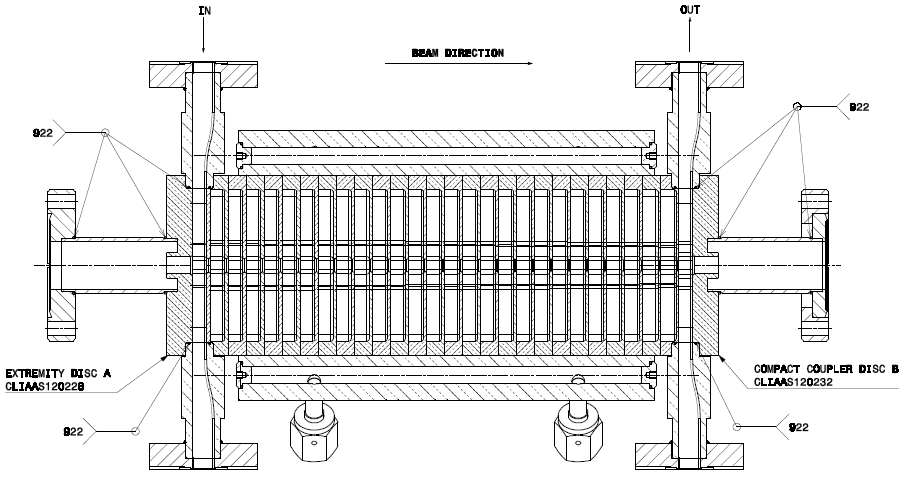 IN
OUT
BEAM DIRECTION
922
922
EXTREMITY DISC A
CLIAAS120228
COMPACT COUPLER DISC B
CLIAAS120232
922
922